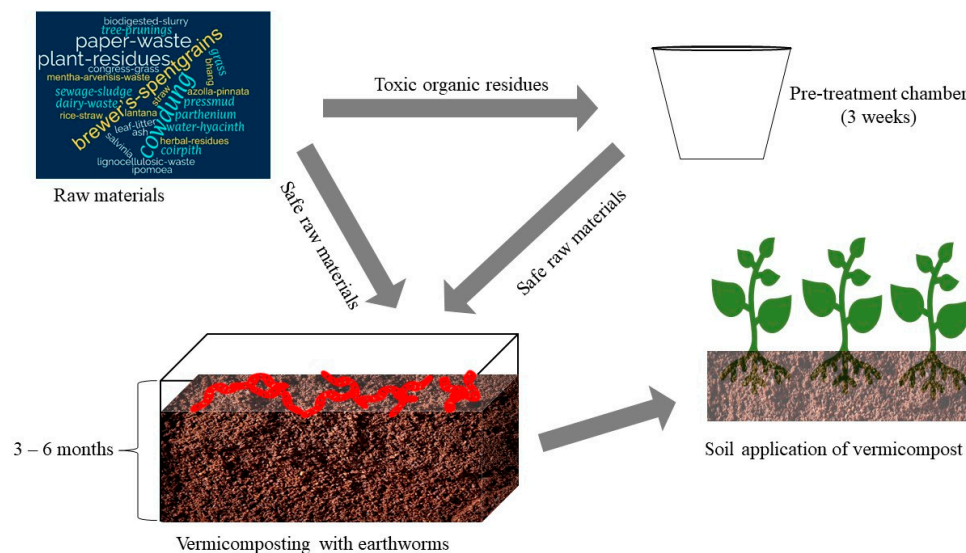 biodigested-slurry
tree-prunings
paper-waste
plant-residues
congress-grass
mentha-arvensis-waste
sewage-sludge
dairy-waste
rice-straw
lantana
leaf-litter
ash
salvinia
brewer's-spentgrains
straw
cowdung
grass
bhang
azolla-pinnata
pressmud
parthenium
water-hyacinth
herbal-residues
coirpith
lignocellulosic-waste
ipomoea
Raw materials
Toxic organic residues
Pre-treatment chamber
(3 weeks)
Safe raw
materials
Safe raw materials
3 – 6 months
Vermicomposting with earthworms
Soil application of vermicompost